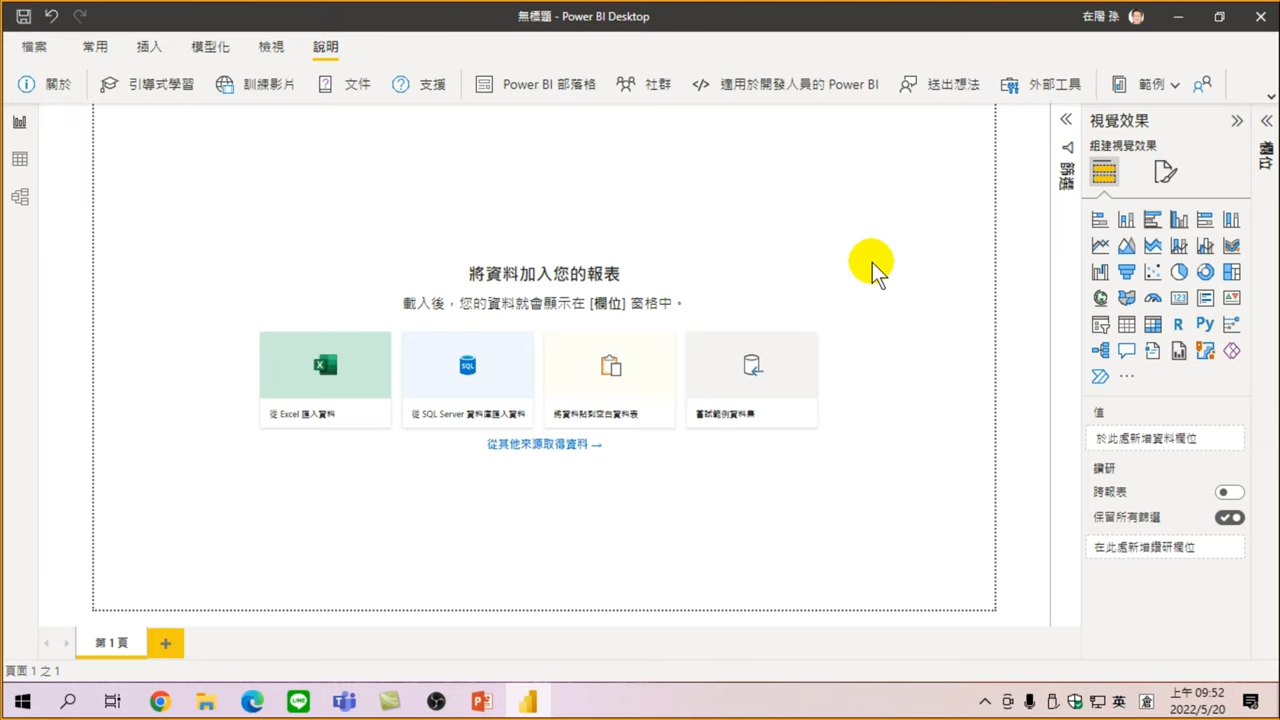 無標題 - Power BI Desktop
在陽 孫
檔案 常用 插入 模型化 檢視 說明
關於 引導式學習 訓練影片 文件 支援 Power BI 部落格 社群 適用於開發人員的 Power BI 送出想法 外部工具 範例
視覺效果
組建視覺效果
篩選
欄位
將資料加入您的報表
載入後，您的資料就會顯示在 [欄位] 窗格中。
SQL
從 Excel 匯入資料 從 SQL Server 資料庫匯入資料 將資料貼到空白資料表 嘗試範例資料集
從其他來源取得資料 →
123
R Py
值
於此處新增資料欄位
鑽研
跨報表
保留所有篩選
在此處新增鑽研欄位
第 1 頁
頁面 1 之 1
LINE
英 倉
上午 09:52
2022/5/20